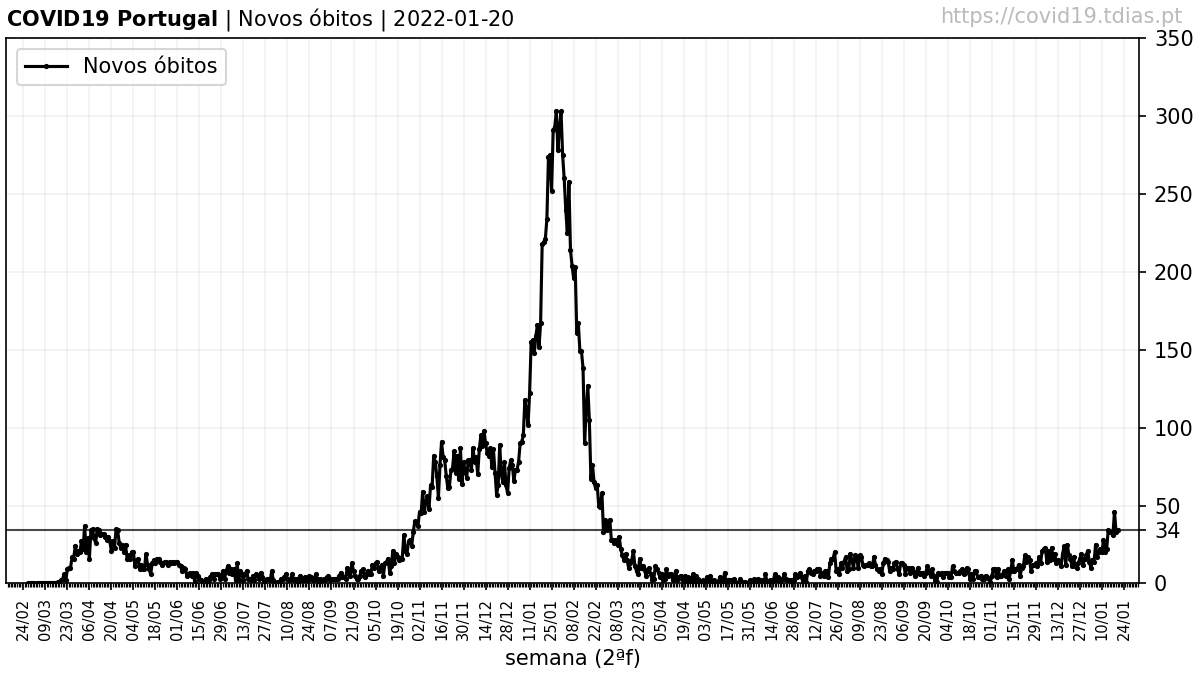 COVID19 Portugal | Novos óbitos | 2022-01-20
https://covid19.tdias.pt
Novos óbitos
350
300
250
200
150
100
50
34
0
24/02 09/03 23/03 06/04 20/04 04/05 18/05 01/06 15/06 29/06 13/07 27/07 10/08 24/08 07/09 21/09 05/10 19/10 02/11 16/11 30/11 14/12 28/12 11/01 25/01 08/02 22/02 08/03 22/03 05/04 19/04 03/05 17/05 31/05 14/06 28/06 12/07 26/07 09/08 23/08 06/09 20/09 04/10 18/10 01/11 15/11 29/11 13/12 27/12 10/01 24/01
semana (2ªf)